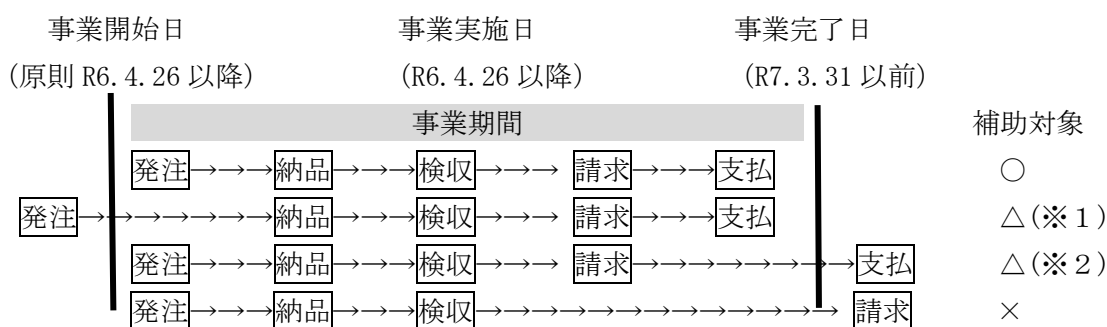 事業開始日 事業実施日 事業完了日
(原則 R6.4.26 以降) (R6.4.26 以降) (R7.3.31 以前)
事業期間 補助対象
発注→→→納品→→→検収→→→ 請求→→→支払 ○
発注→→→→→→→納品→→→検収→→→ 請求→→→支払 △(※1)
発注→→→納品→→→検収→→→ 請求→→→→→→→→支払 △(※2)
発注→→→納品→→→検収→→→→→→→→→→→→→ 請求 ×